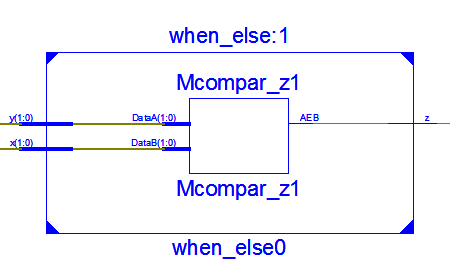 when_else:1
Mcompar_z1
y(1:0) DataA(1:0) AEB z
x(1:0) DataB(1:0)
Mcompar_z1
when_else0